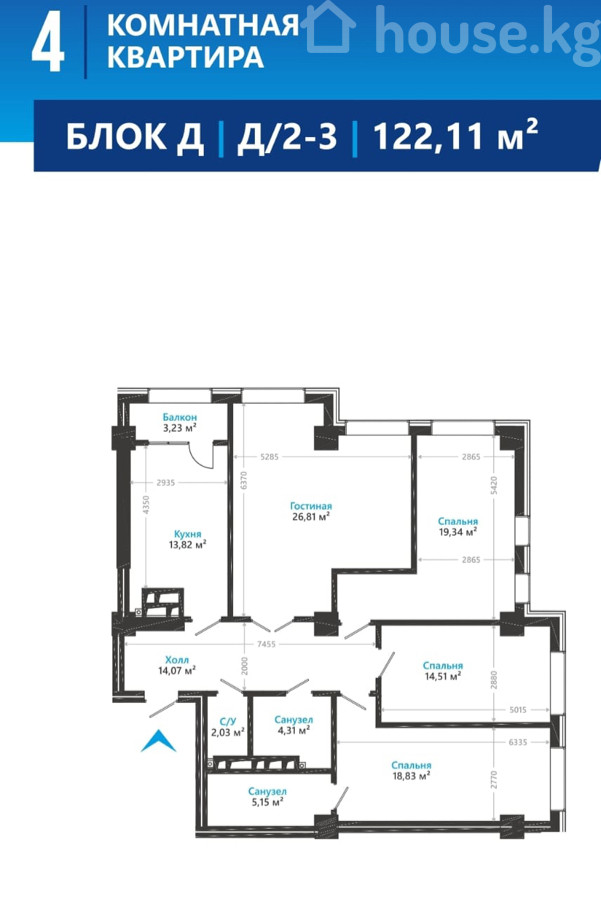 4
КОМНАТНАЯ
КВАРТИРА
house.kg
БЛОК Д | Д/2-3 | 122,11 м²
Балкон
3,23 м²
2935
4350
Кухня
13,82 м²
5285
6370
Гостиная
26,81 м²
2865
5420
Спальня
19,34 м²
2865
7455
2000
Холл
14,07 м²
Спальня
14,51 м²
2880
5015
С/У
2,03 м²
Санузел
4,31 м²
6335
Спальня
18,83 м²
2770
Санузел
5,15 м²